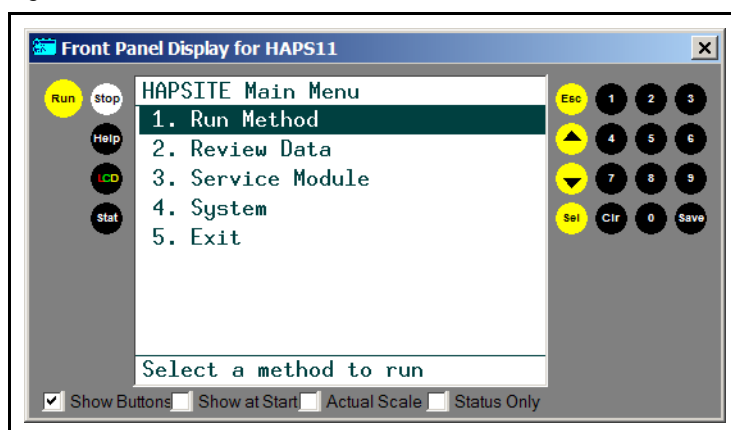 Front Panel Display for HAPS11
Run Stop
HAPSITE Main Menu
Esc 1 2 3
1. Run Method
Help
4 5 6
2. Review Data
LCD
3. Service Module
7 8 9
Stat
4. System
Sel Clr 0 Save
5. Exit
Select a method to run
Show Buttons Show at Start Actual Scale Status Only